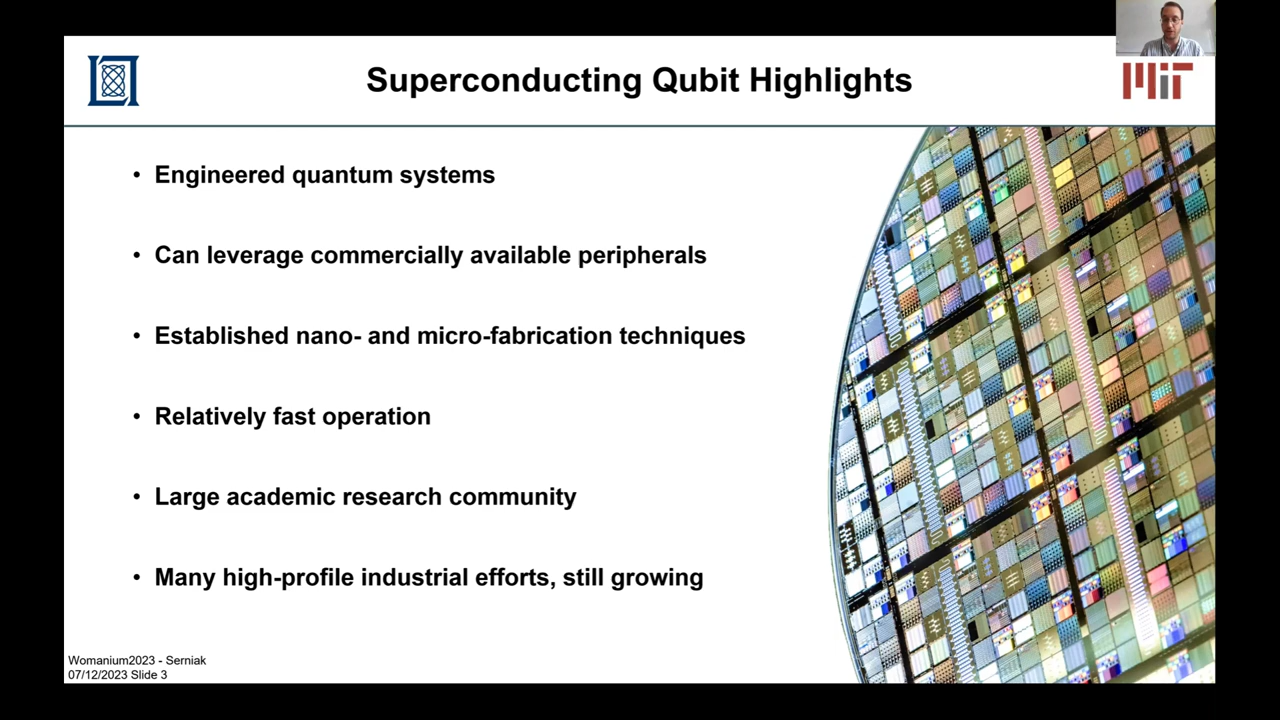 Superconducting Qubit Highlights
MIT
• Engineered quantum systems
• Can leverage commercially available peripherals
• Established nano- and micro-fabrication techniques
• Relatively fast operation
• Large academic research community
• Many high-profile industrial efforts, still growing
Womanium2023 - Serniak
07/12/2023 Slide 3